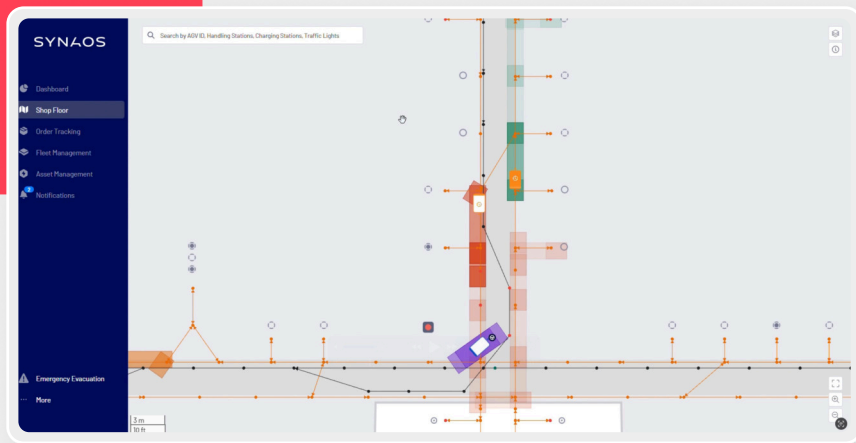 SYNAOS
Search by AGV ID, Handling Stations, Charging Stations, Traffic Lights
Dashboard
Shop Floor
Order Tracking
Fleet Management
Asset Management
2
Notifications
Emergency Evacuation
More
3 m
10 ft